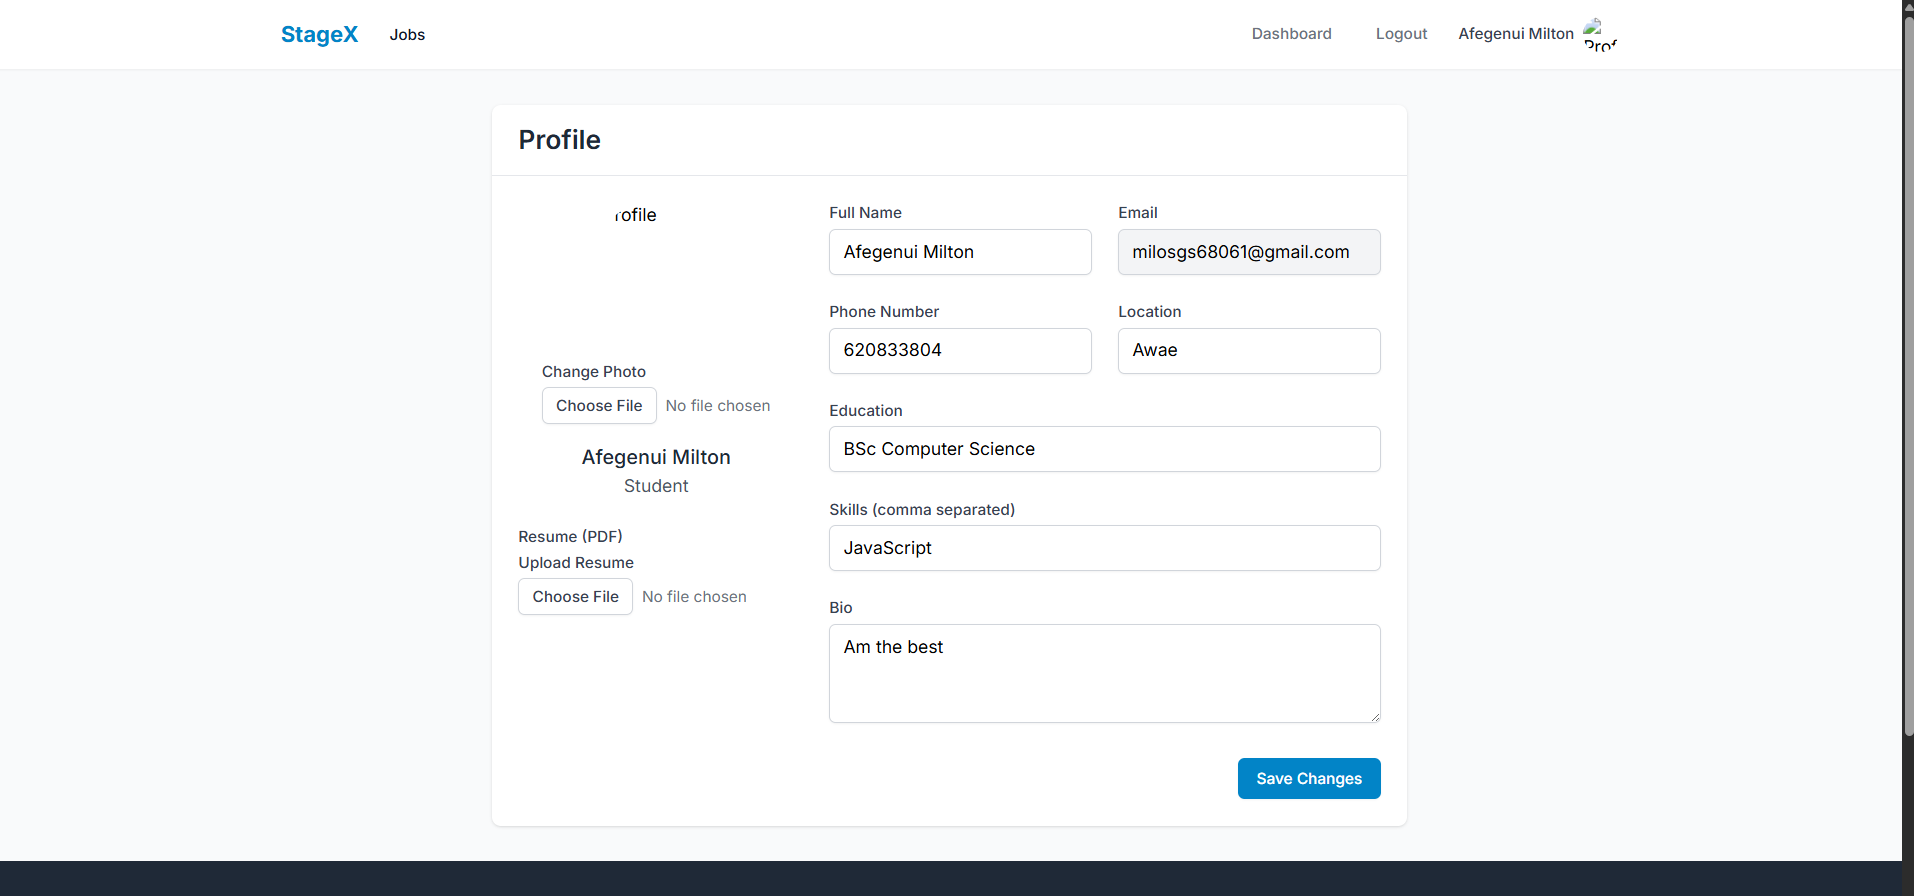 StageX Jobs Dashboard Logout Afegenui Milton Prof
Profile
rofile
Change Photo
Choose File No file chosen
Afegenui Milton
Student
Resume (PDF)
Upload Resume
Choose File No file chosen
Full Name
Afegenui Milton
Email
milosgs68061@gmail.com
Phone Number
620833804
Location
Awae
Education
BSc Computer Science
Skills (comma separated)
JavaScript
Bio
Am the best
Save Changes